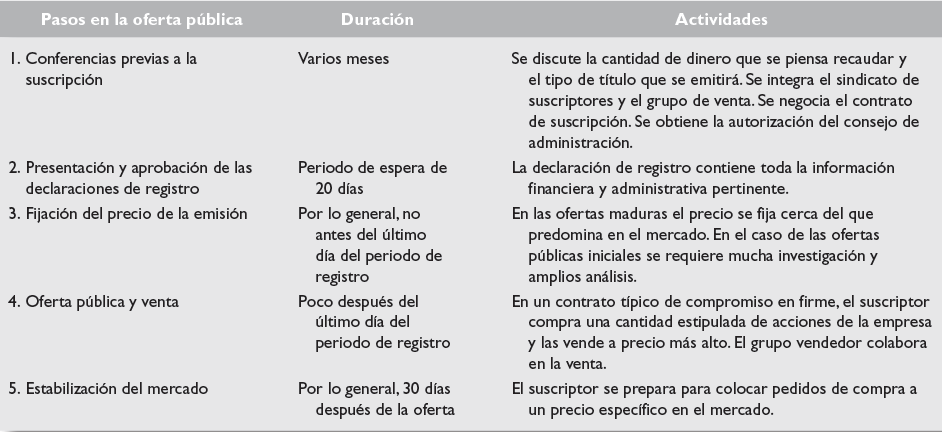 Pasos en la oferta pública Duración Actividades
1. Conferencias previas a la suscripción
Varios meses
Se discute la cantidad de dinero que se piensa recaudar y
el tipo de título que se emitirá. Se integra el sindicato de
suscriptores y el grupo de venta. Se negocia el contrato
de suscripción. Se obtiene la autorización del consejo de
administración.
2. Presentación y aprobación de las
declaraciones de registro
Periodo de espera de
20 días
La declaración de registro contiene toda la información
financiera y administrativa pertinente.
3. Fijación del precio de la emisión
Por lo general, no
antes del último
día del periodo de
registro
En las ofertas maduras el precio se fija cerca del que
predomina en el mercado. En el caso de las ofertas
públicas iniciales se requiere mucha investigación y
amplios análisis.
4. Oferta pública y venta
Poco después del
último día del
periodo de registro
En un contrato típico de compromiso en firme, el suscriptor
compra una cantidad estipulada de acciones de la empresa
y las vende a precio más alto. El grupo vendedor colabora
en la venta.
5. Estabilización del mercado
Por lo general, 30 días
después de la oferta
El suscriptor se prepara para colocar pedidos de compra a
un precio específico en el mercado.